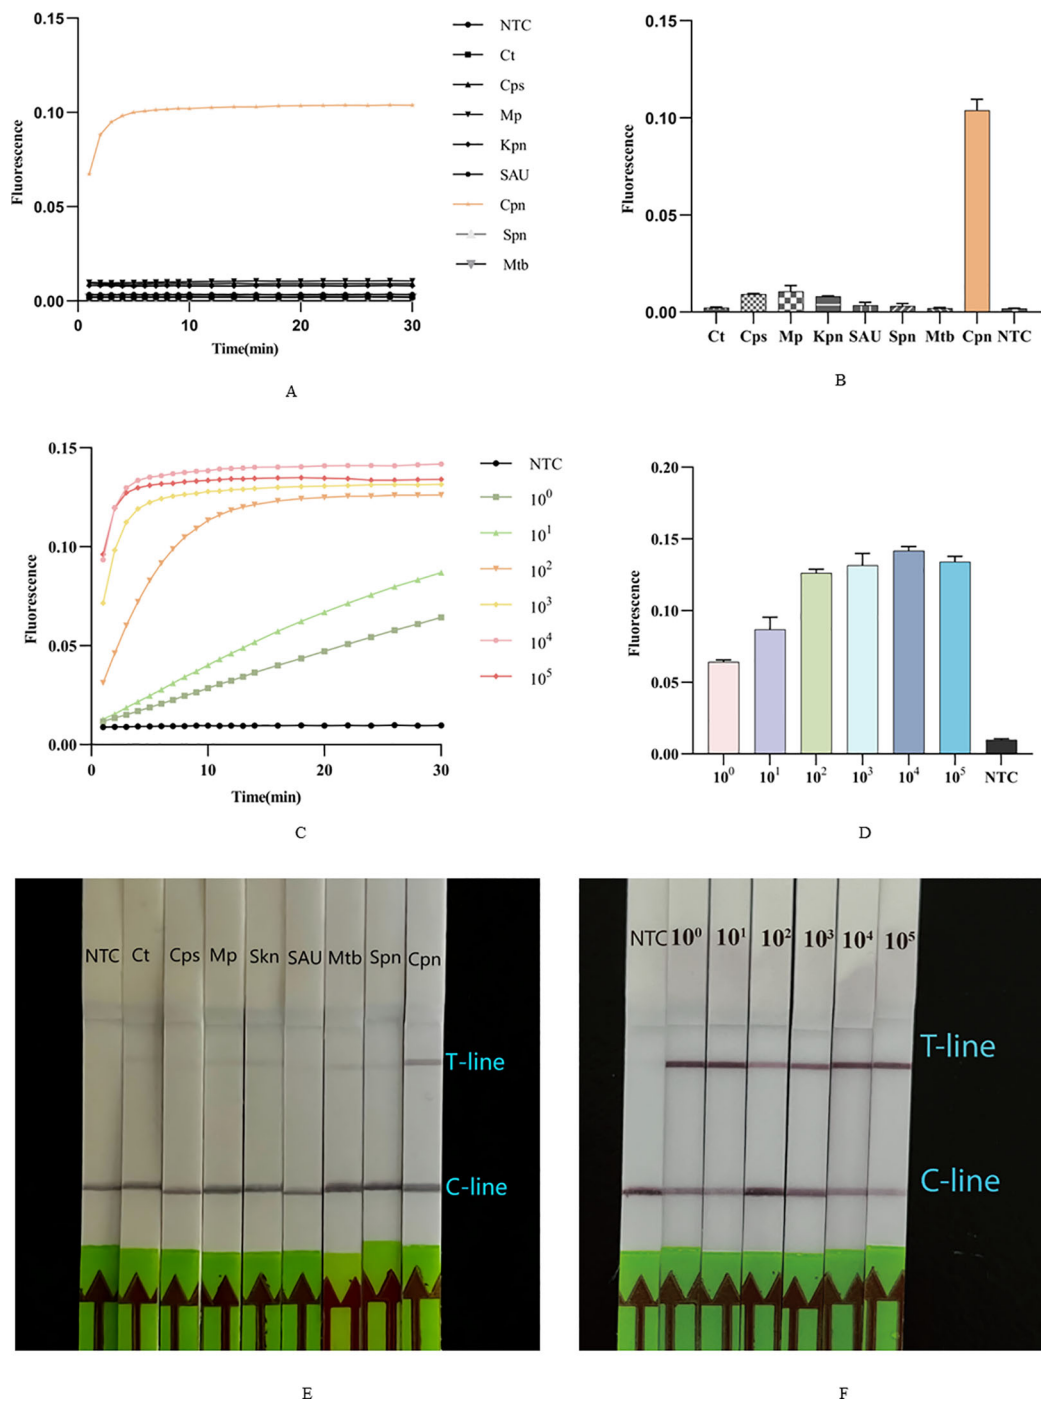 0.15
0.10
0.05
0.00
0
10
20
30
Fluorescence
Time(min)
NTC
Ct
Cps
Mp
Kpn
SAU
Cpn
Spn
Mtb
A
0.15
0.10
0.05
0.00
Fluorescence
Ct Cps Mp Kpn SAU Spn Mtb Cpn NTC
B
0.15
0.10
0.05
0.00
0
10
20
30
Fluorescence
Time(min)
NTC
10⁰
10¹
10²
10³
10⁴
10⁵
C
0.20
0.15
0.10
0.05
0.00
Fluorescence
10⁰ 10¹ 10² 10³ 10⁴ 10⁵ NTC
D
NTC Ct Cps Mp Skn SAU Mtb Spn Cpn
T-line
C-line
E
NTC 10⁰ 10¹ 10² 10³ 10⁴ 10⁵
T-line
C-line
F